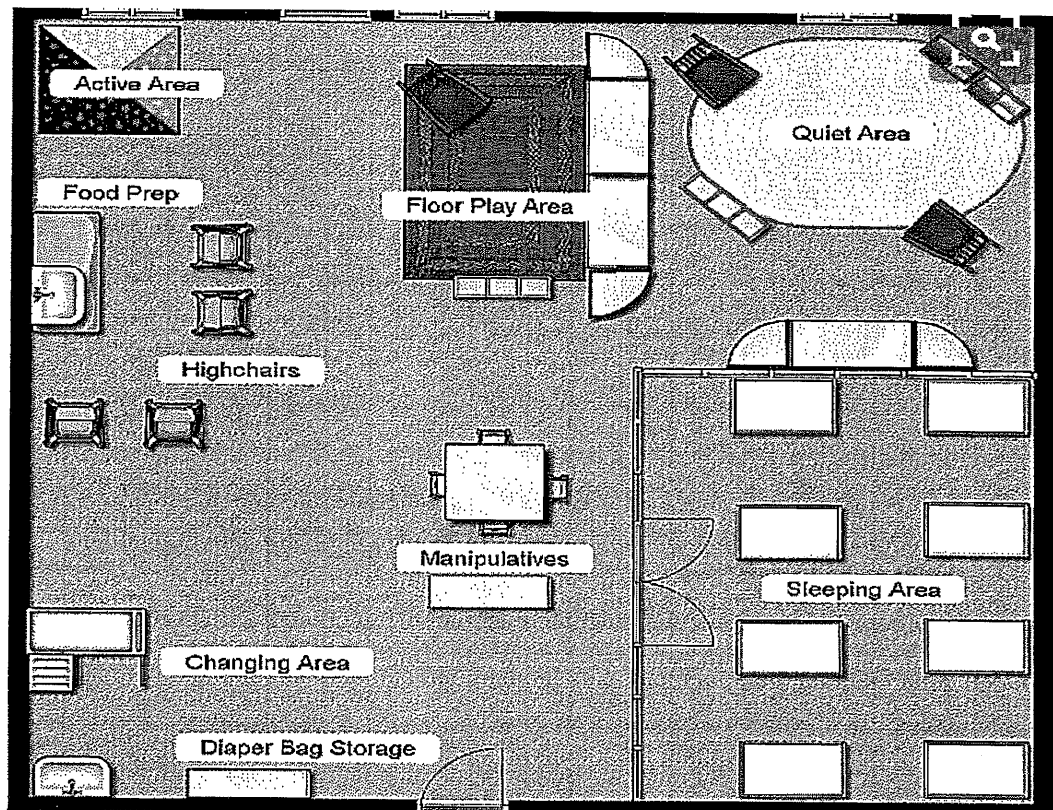 Active Area
Quiet Area
Food Prep
Floor Play Area
Highchairs
Manipulatives
Sleeping Area
Changing Area
Diaper Bag Storage